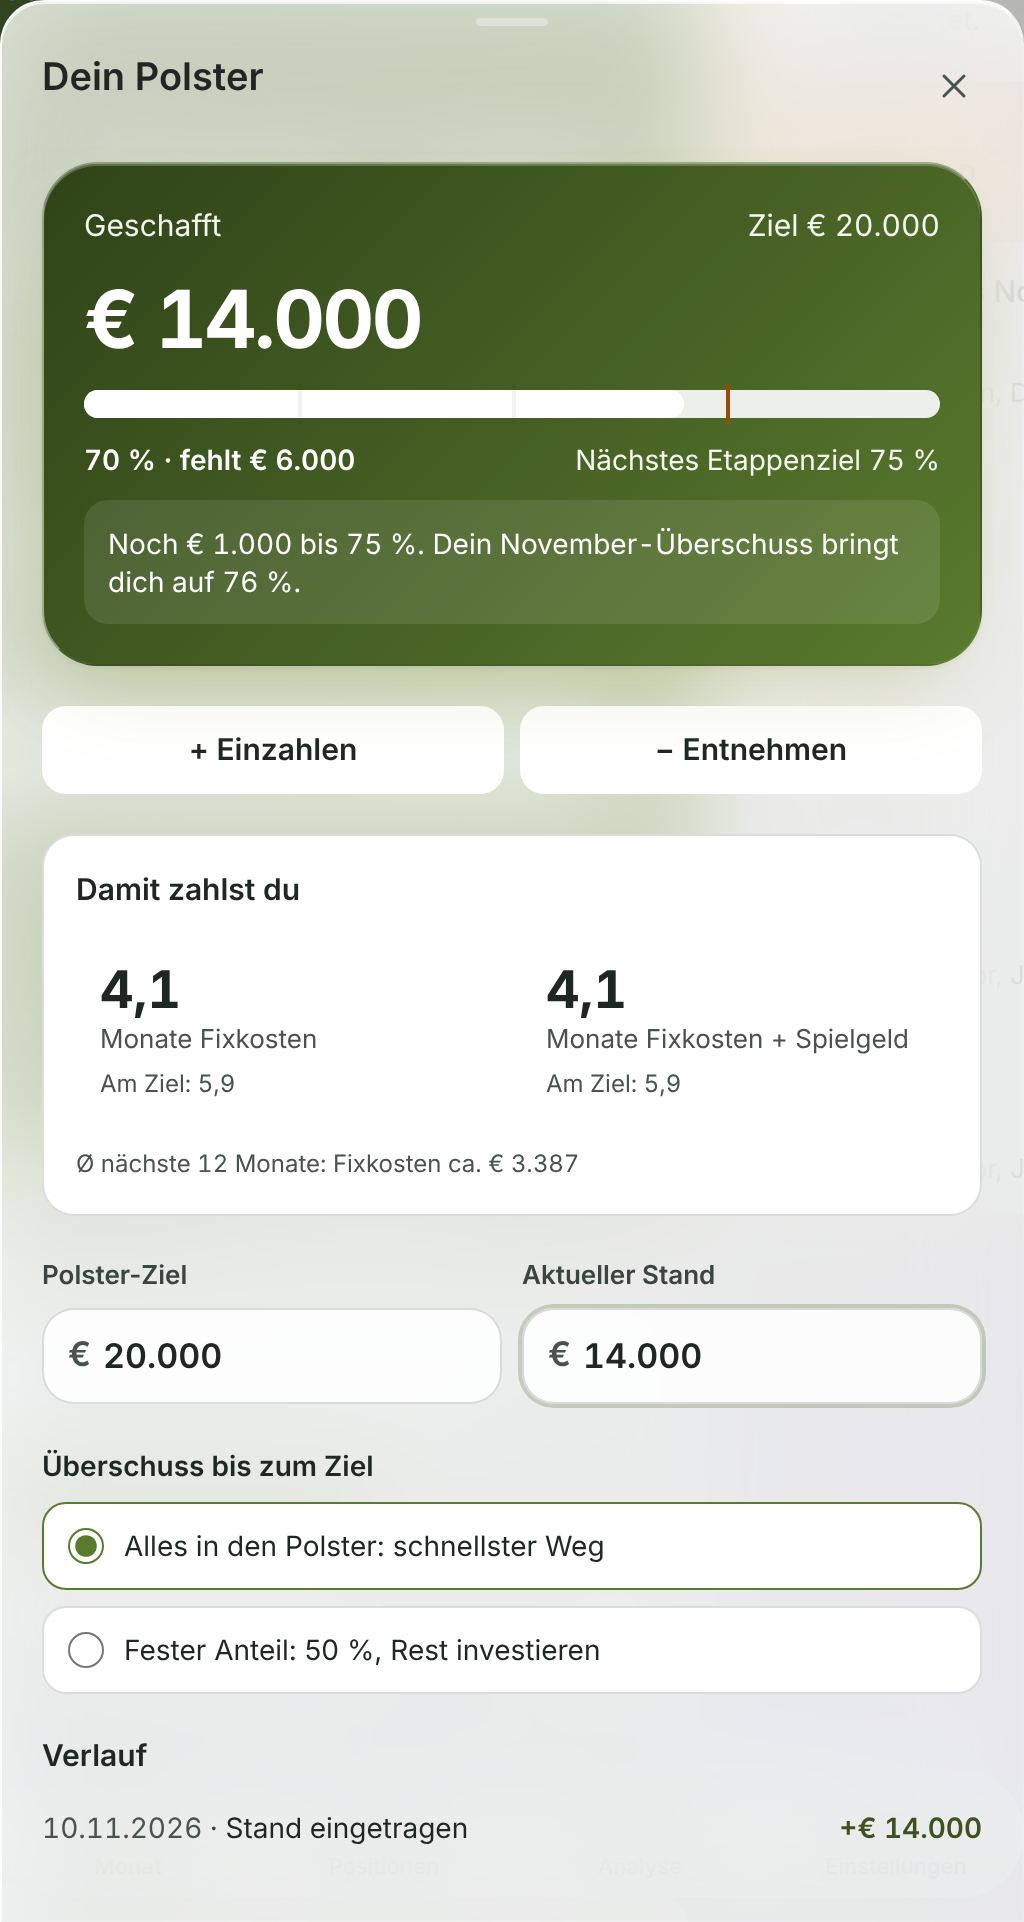 Dein Polster
Geschafft
Ziel € 20.000
€ 14.000
70 % · fehlt € 6.000
Nächstes Etappenziel 75 %
Noch € 1.000 bis 75 %. Dein November-Überschuss bringt
dich auf 76 %.
+ Einzahlen
− Entnehmen
Damit zahlst du
4,1
Monate Fixkosten
Am Ziel: 5,9
4,1
Monate Fixkosten + Spielgeld
Am Ziel: 5,9
Ø nächste 12 Monate: Fixkosten ca. € 3.387
Polster-Ziel
Aktueller Stand
€ 20.000
€ 14.000
Überschuss bis zum Ziel
Alles in den Polster: schnellster Weg
Fester Anteil: 50 %, Rest investieren
Verlauf
10.11.2026 · Stand eingetragen
+€ 14.000
Monat
Positionen
Analyse
Einstellungen